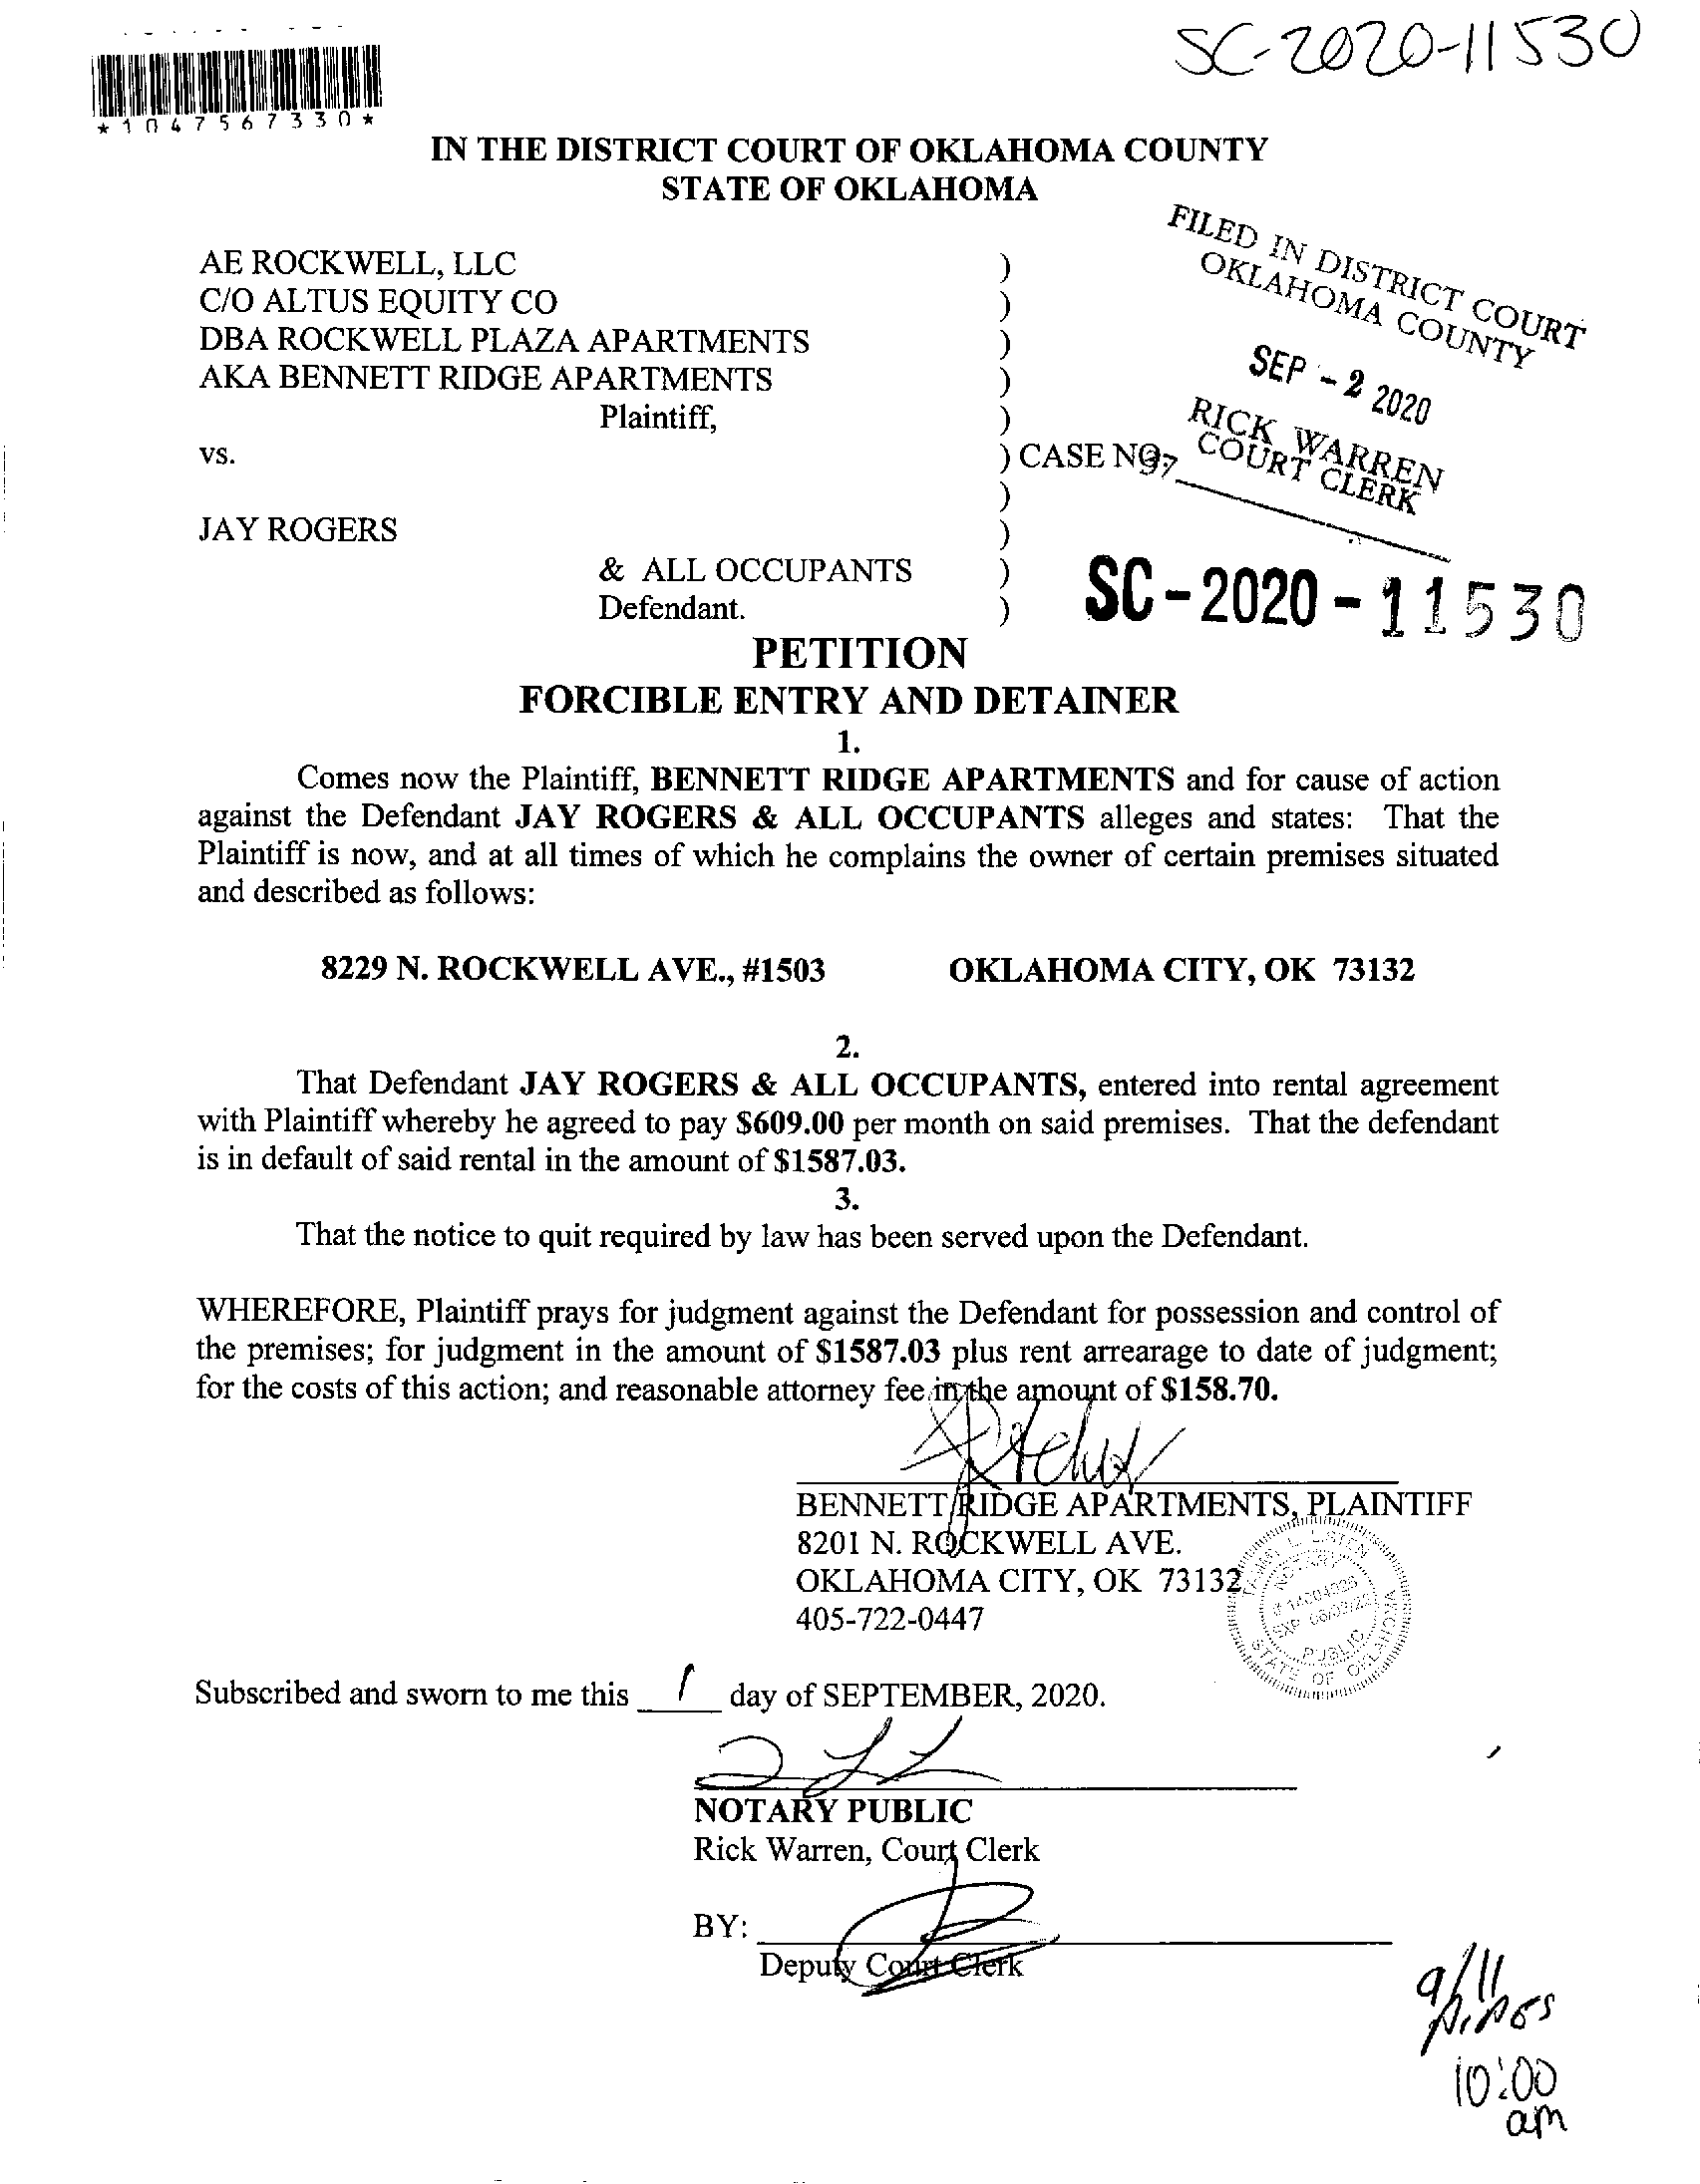 SC-2020-11530
*1047567330*
IN THE DISTRICT COURT OF OKLAHOMA COUNTY
STATE OF OKLAHOMA
FILED IN DISTRICT COURT
OKLAHOMA COUNTY
SEP - 2 2020
RICK WARREN
COURT CLERK
AE ROCKWELL, LLC )
C/O ALTUS EQUITY CO )
DBA ROCKWELL PLAZA APARTMENTS )
AKA BENNETT RIDGE APARTMENTS )
Plaintiff, )
vs. ) CASE NO.
)
JAY ROGERS )
& ALL OCCUPANTS )
Defendant. )
SC-2020-11530
PETITION
FORCIBLE ENTRY AND DETAINER
1.
Comes now the Plaintiff, BENNETT RIDGE APARTMENTS and for cause of action
against the Defendant JAY ROGERS & ALL OCCUPANTS alleges and states: That the
Plaintiff is now, and at all times of which he complains the owner of certain premises situated
and described as follows:
8229 N. ROCKWELL AVE., #1503 OKLAHOMA CITY, OK 73132
2.
That Defendant JAY ROGERS & ALL OCCUPANTS, entered into rental agreement
with Plaintiff whereby he agreed to pay $609.00 per month on said premises. That the defendant
is in default of said rental in the amount of $1587.03.
3.
That the notice to quit required by law has been served upon the Defendant.
WHEREFORE, Plaintiff prays for judgment against the Defendant for possession and control of
the premises; for judgment in the amount of $1587.03 plus rent arrearage to date of judgment;
for the costs of this action; and reasonable attorney fee in the amount of $158.70.
BENNETT RIDGE APARTMENTS, PLAINTIFF
8201 N. ROCKWELL AVE.
OKLAHOMA CITY, OK 73132
405-722-0447
NOTARY
PUBLIC
STATE OF OKLAHOMA
Subscribed and sworn to me this 1 day of SEPTEMBER, 2020.
NOTARY PUBLIC
Rick Warren, Court Clerk
BY:
Deputy Court Clerk
9/11
10:00
am